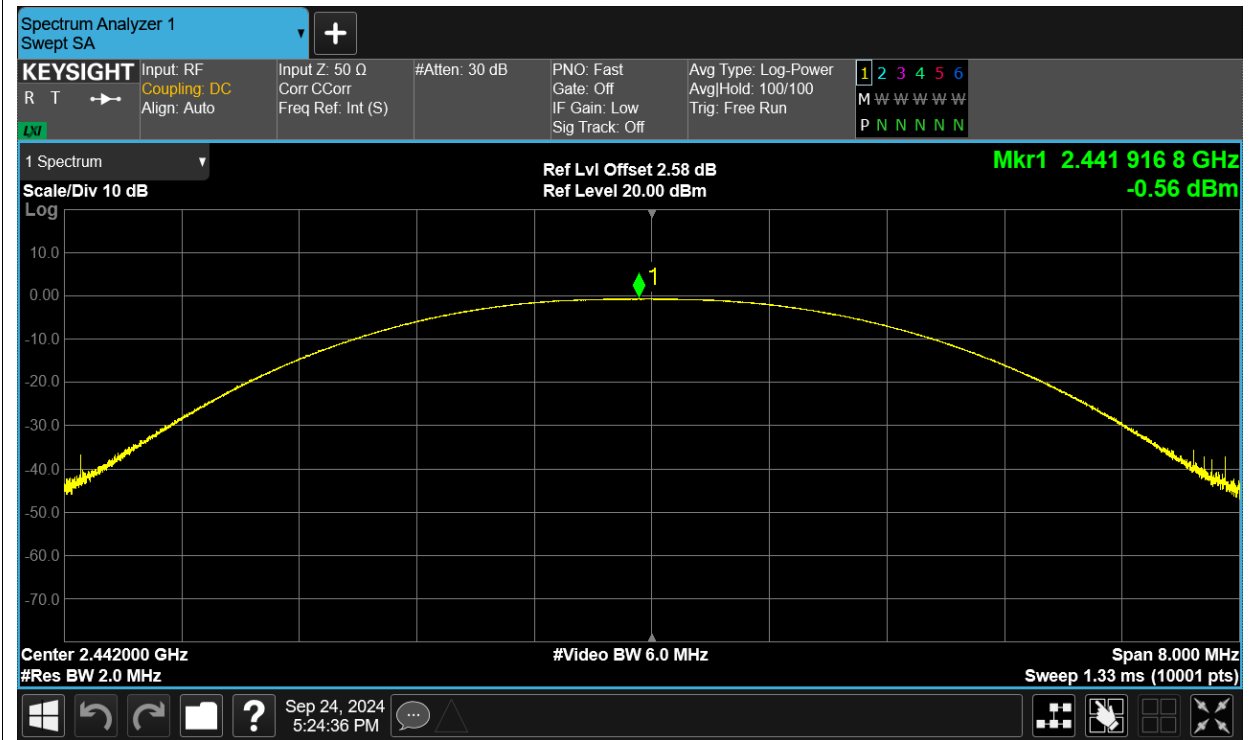 Spectrum Analyzer 1
Swept SA
+
KEYSIGHT
R T
LXI
Input: RF
Coupling: DC
Align: Auto
Input Z: 50 Ω
Corr CCorr
Freq Ref: Int (S)
#Atten: 30 dB
PNO: Fast
Gate: Off
IF Gain: Low
Sig Track: Off
Avg Type: Log-Power
Avg|Hold: 100/100
Trig: Free Run
1 2 3 4 5 6
M W W W W W
P N N N N N
1 Spectrum
Scale/Div 10 dB
Log
Ref Lvl Offset 2.58 dB
Ref Level 20.00 dBm
Mkr1 2.441 916 8 GHz
-0.56 dBm
10.0
0.00
-10.0
-20.0
-30.0
-40.0
-50.0
-60.0
-70.0
1
Center 2.442000 GHz
#Res BW 2.0 MHz
#Video BW 6.0 MHz
Span 8.000 MHz
Sweep 1.33 ms (10001 pts)
?
Sep 24, 2024
5:24:36 PM